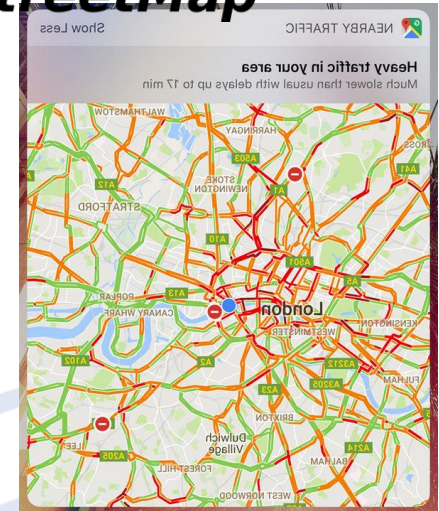 treetMap
NEARBY TRAFFIC
Show Less
Heavy traffic in your area
Much slower than usual with delays up to 17 min
WALTHAMSTOW
HARRINGAY
A503
A41
STOKE
NEWINGTON
A1
A12
STRATFORD
A10
A501
A5
A13
POPLAR
CANARY WHARF
London
WESTMINSTER
KENSINGTON
A102
A2
A3212
A3205
FULHAM
A23
BRIXTON
Dulwich
Village
A214
LEE
A205
BALHAM
FOREST HILL
WEST NORWOOD